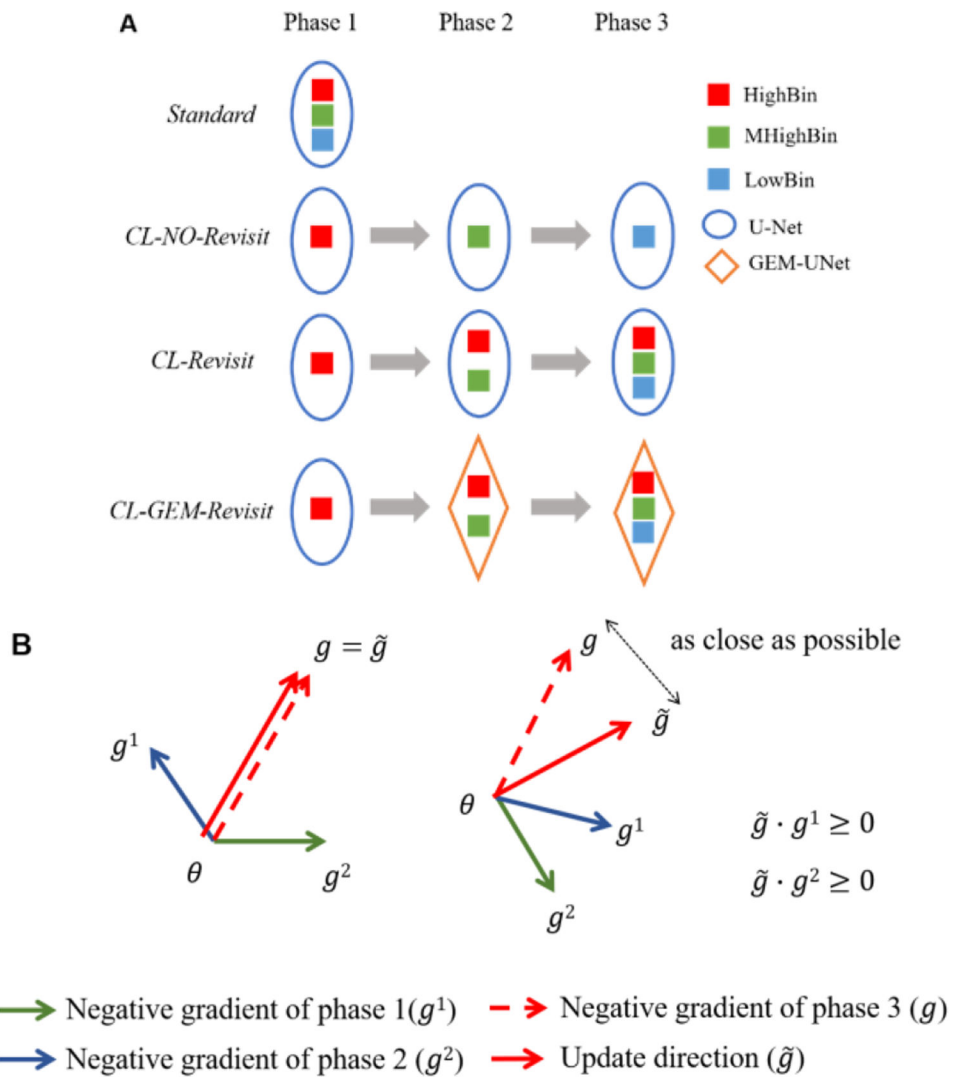 A
Phase 1 Phase 2 Phase 3
Standard
CL-NO-Revisit
CL-Revisit
CL-GEM-Revisit
HighBin
MHighBin
LowBin
U-Net
GEM-UNet
B
g = g̃
g¹
θ
g²
g
as close as possible
g̃
θ
g¹
g²
g̃ · g¹ ≥ 0
g̃ · g² ≥ 0
Negative gradient of phase 1(g¹)
Negative gradient of phase 2 (g²)
Negative gradient of phase 3 (g)
Update direction (g̃)